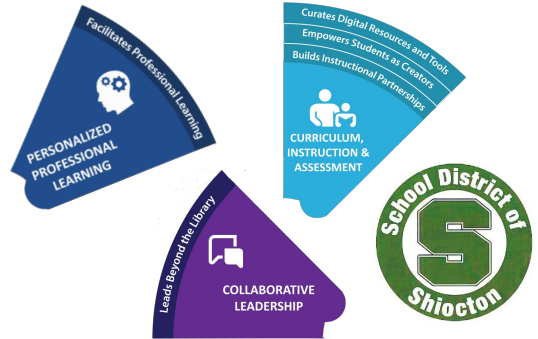 Facilitates Professional Learning
PERSONALIZED
PROFESSIONAL
LEARNING
Curates Digital Resources and Tools
Empowers Students as Creators
Builds Instructional Partnerships
CURRICULUM,
INSTRUCTION &
ASSESSMENT
Leads Beyond the Library
COLLABORATIVE
LEADERSHIP
School District of
S
Shiocton